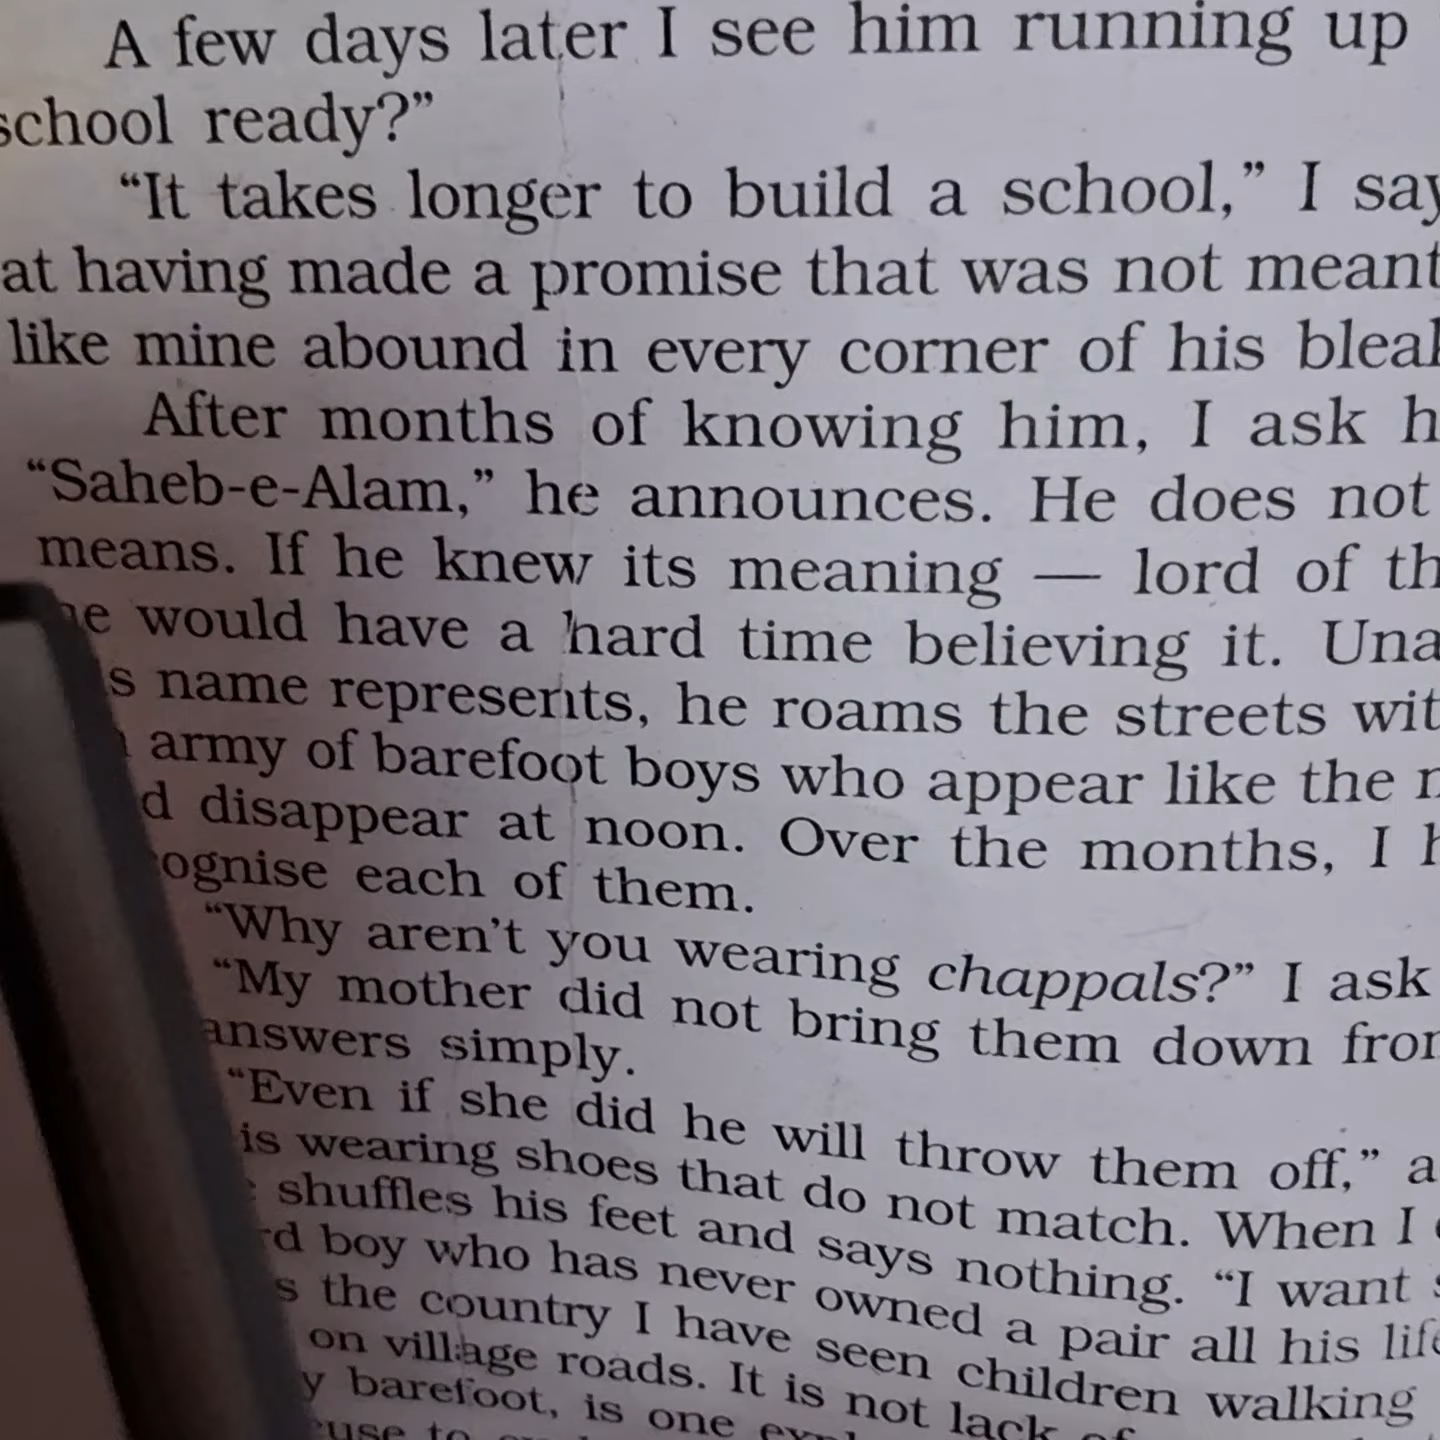 A few days later I see him running up
school ready?”
“It takes longer to build a school,” I say
at having made a promise that was not meant
like mine abound in every corner of his
After months of knowing him, I ask
“Saheb-e-Alam,” he announces. He does not
means. If he knew its meaning — lord of
would have a hard time believing it.
name represents, he roams the streets
army of barefoot boys who appear like the
disappear at noon. Over the months, I
each of them.
“Why aren’t you wearing chappals?” I ask
“My mother did not bring them down
answers simply.
“Even if she did he will throw them off,”
is wearing shoes that do not match. When I
shuffles his feet and says nothing. “I want
boy who has never owned a pair all his
the country I have seen children walking
on village roads. It is not lack of
barefoot, is one
to